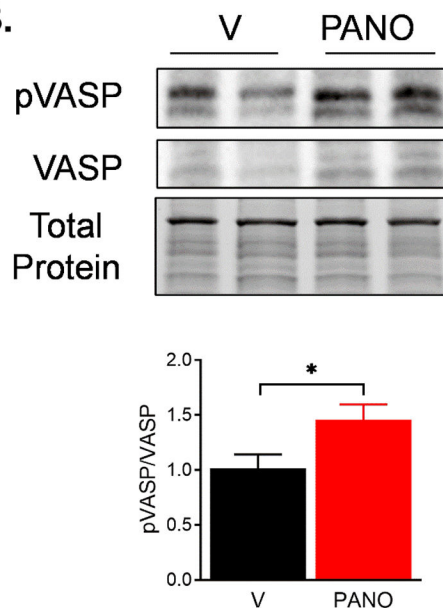 B.
V PANO
pVASP
VASP
Total
Protein
*
2.0
1.5
1.0
0.5
0.0
pVASP/VASP
V PANO